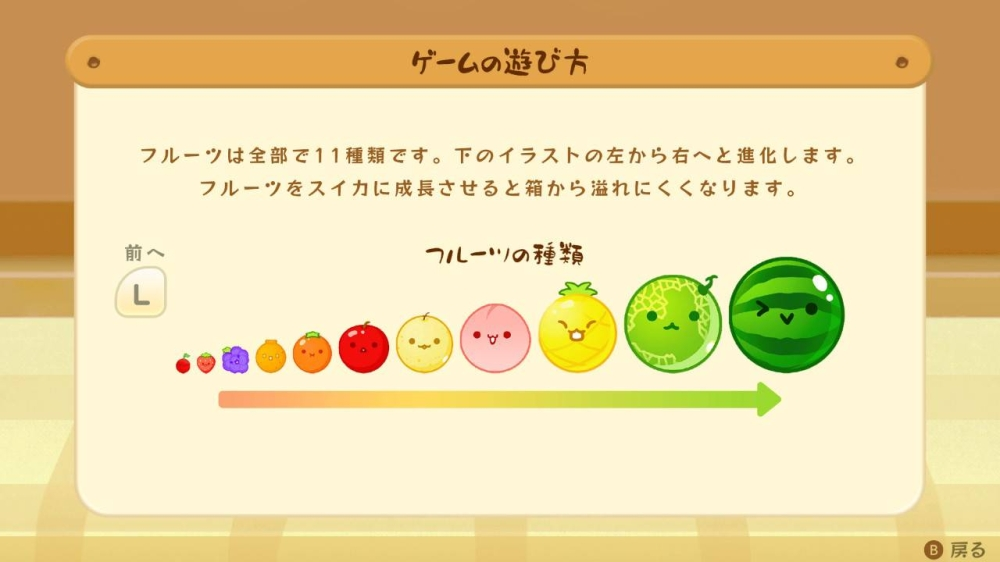 ゲームの遊び方
フルーツは全部で11種類です。下のイラストの左から右へと進化します。
フルーツをスイカに成長させると箱から溢れにくくなります。
前へ
L
フルーツの種類
B 戻る